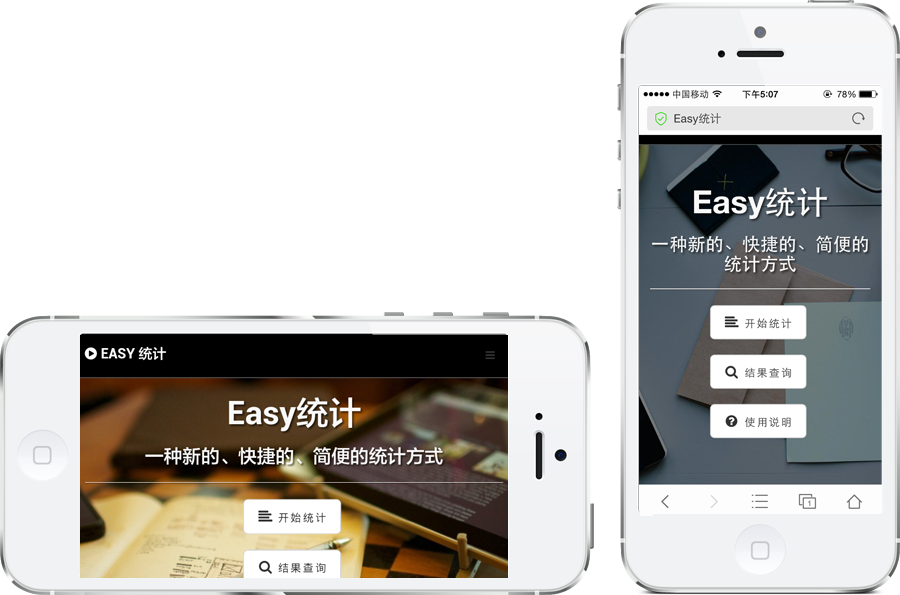 中国移动 下午5:07 78%
Easy统计
Easy统计
一种新的、快捷的、简便的
统计方式
开始统计
结果查询
使用说明
1
EASY 统计
Easy统计
一种新的、快捷的、简便的统计方式
开始统计
结果查询